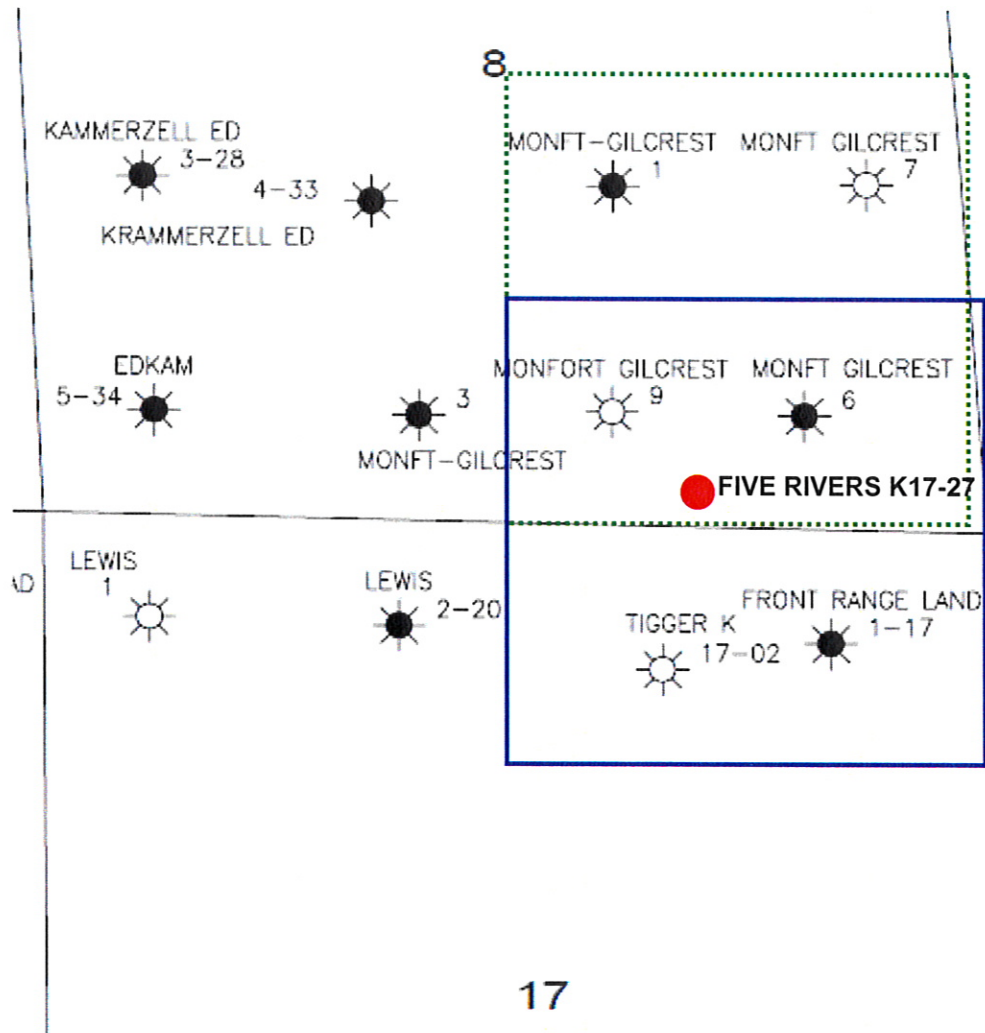 8
KAMMERZELL ED
3-28
4-33
KRAMMERZELL ED
MONFT-GILCREST
1
MONFT GILCREST
7
EDKAM
5-34
3
MONFT-GILCREST
MONFORT GILCREST
9
MONFT GILCREST
6
FIVE RIVERS K17-27
LEWIS
1
LEWIS
2-20
TIGGER K
17-02
FRONT RANGE LAND
1-17
17